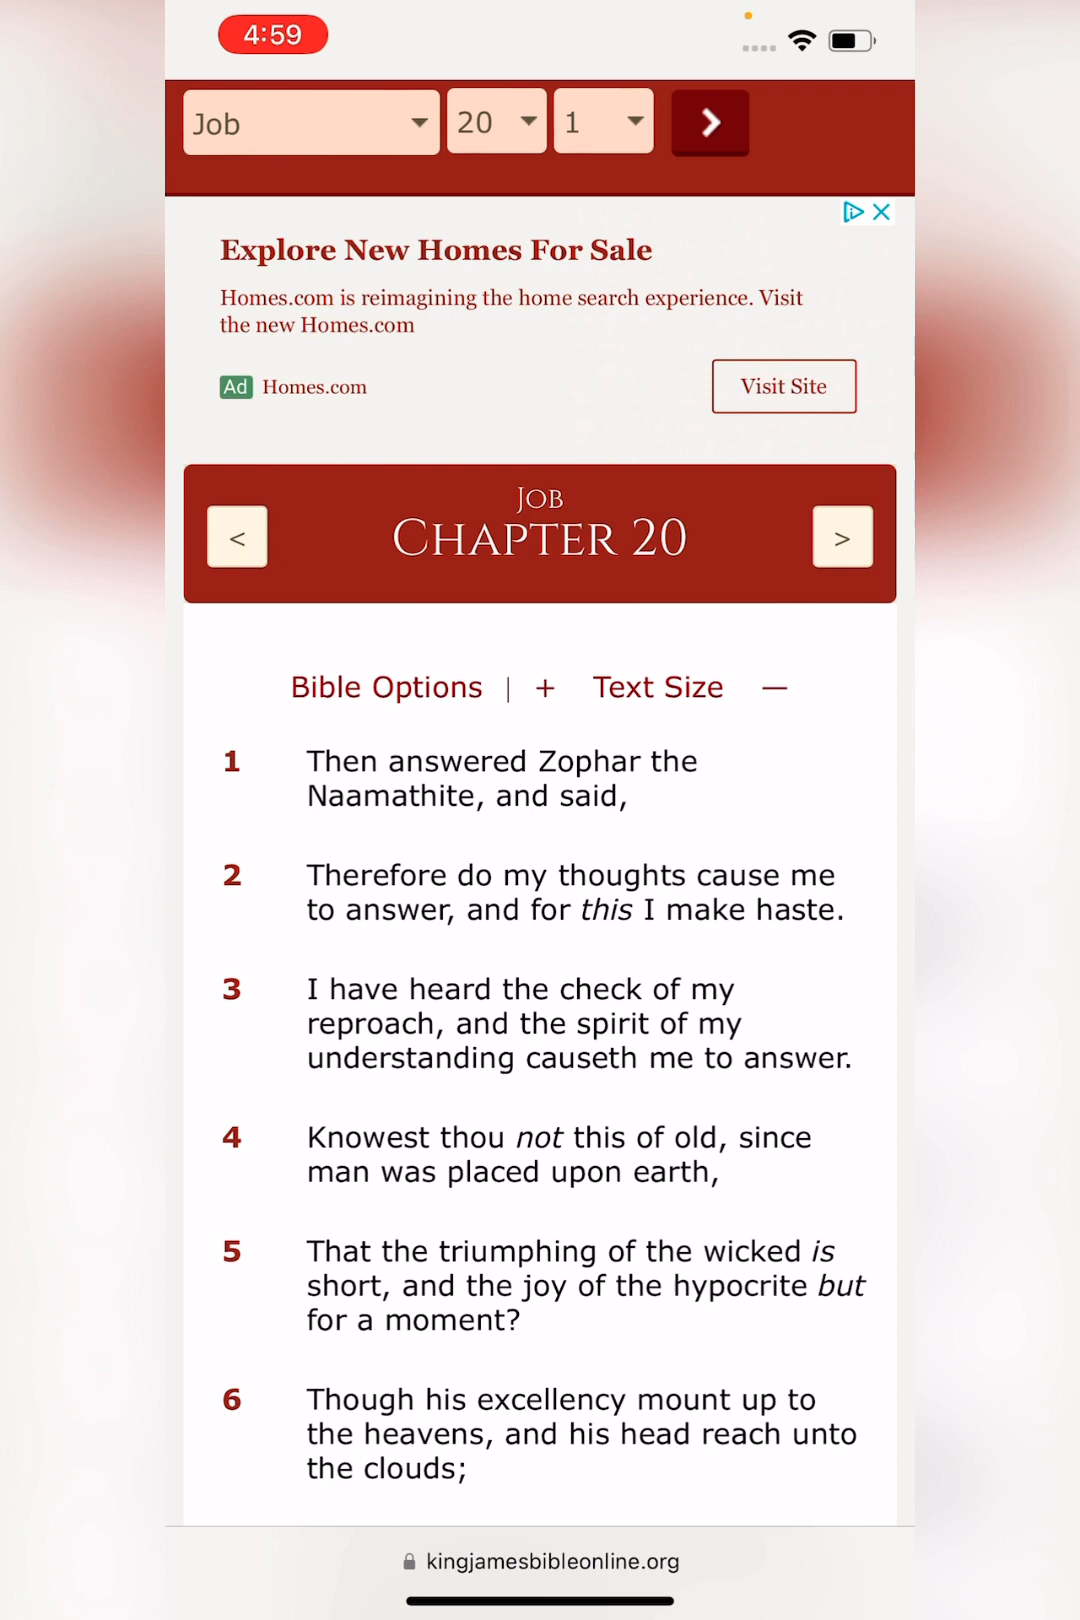 4:59
Job 20 1
Explore New Homes For Sale
Homes.com is reimagining the home search experience. Visit
the new Homes.com
Ad Homes.com Visit Site
JOB
< CHAPTER 20 >
Bible Options | + Text Size —
1 Then answered Zophar the
Naamathite, and said,
2 Therefore do my thoughts cause me
to answer, and for this I make haste.
3 I have heard the check of my
reproach, and the spirit of my
understanding causeth me to answer.
4 Knowest thou not this of old, since
man was placed upon earth,
5 That the triumphing of the wicked is
short, and the joy of the hypocrite but
for a moment?
6 Though his excellency mount up to
the heavens, and his head reach unto
the clouds;
kingjamesbibleonline.org